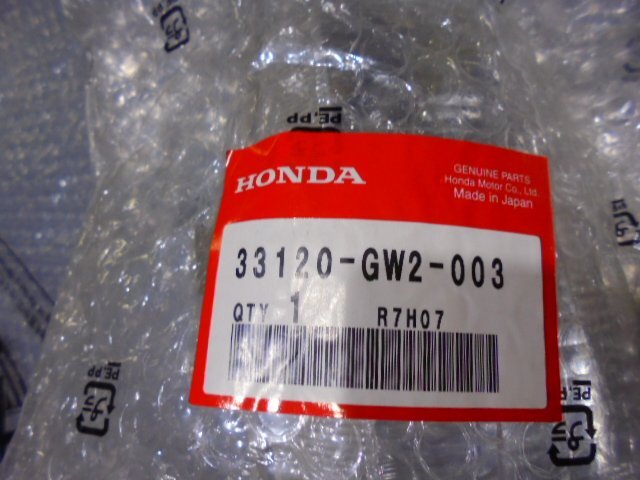 PE.PP
HONDA
GENUINE PARTS
Honda Motor Co., Ltd.
Made in Japan
33120-GW2-003
QTY 1 R7H07
PE.PP
PE.PP